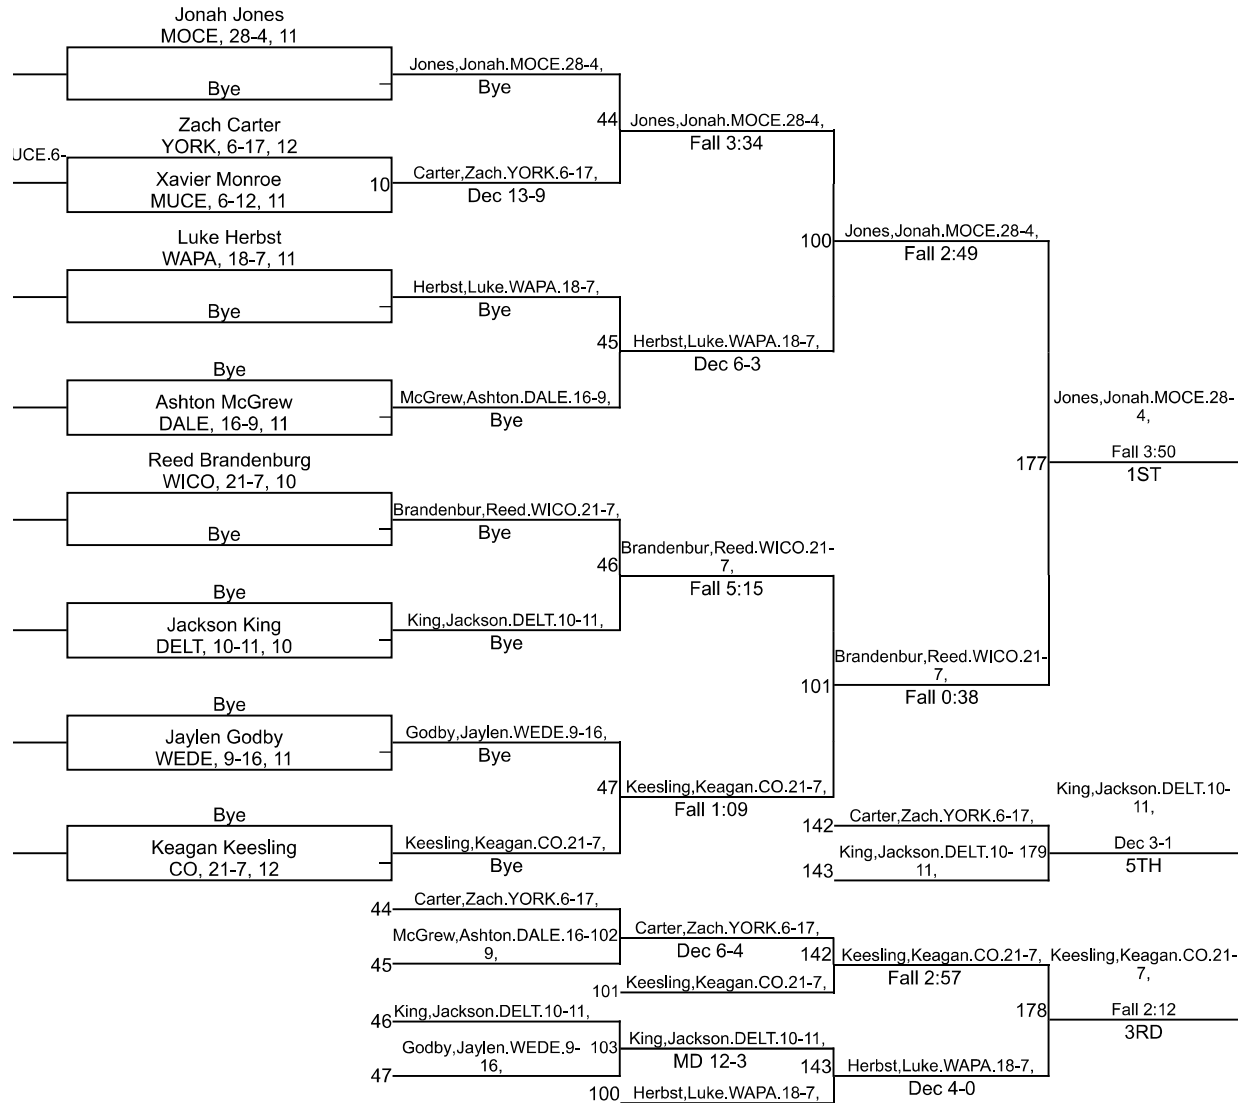 Jonah Jones
MOCE, 28-4, 11
Bye
Jones,Jonah.MOCE.28-4,
Bye
Zach Carter
YORK, 6-17, 12
UCE.6-
Xavier Monroe
MUCE, 6-12, 11
10
Carter,Zach.YORK.6-17,
Dec 13-9
44
Jones,Jonah.MOCE.28-4,
Fall 3:34
Luke Herbst
WAPA, 18-7, 11
Bye
Herbst,Luke.WAPA.18-7,
Bye
Bye
Ashton McGrew
DALE, 16-9, 11
McGrew,Ashton.DALE.16-9,
Bye
45
Herbst,Luke.WAPA.18-7,
Dec 6-3
100
Jones,Jonah.MOCE.28-4,
Fall 2:49
Reed Brandenburg
WICO, 21-7, 10
Bye
Brandenbur,Reed.WICO.21-7,
Bye
Bye
Jackson King
DELT, 10-11, 10
King,Jackson.DELT.10-11,
Bye
46
Brandenbur,Reed.WICO.21-
7,
Fall 5:15
Bye
Jaylen Godby
WEDE, 9-16, 11
Godby,Jaylen.WEDE.9-16,
Bye
Bye
Keagan Keesling
CO, 21-7, 12
Keesling,Keagan.CO.21-7,
Bye
47
Keesling,Keagan.CO.21-7,
Fall 1:09
101
Brandenbur,Reed.WICO.21-
7,
Fall 0:38
177
Jones,Jonah.MOCE.28-
4,
Fall 3:50
1ST
142
Carter,Zach.YORK.6-17,
143
King,Jackson.DELT.10-
11,
179
King,Jackson.DELT.10-
11,
Dec 3-1
5TH
44
Carter,Zach.YORK.6-17,
45
McGrew,Ashton.DALE.16-
9,
102
Carter,Zach.YORK.6-17,
Dec 6-4
101
Keesling,Keagan.CO.21-7,
142
Keesling,Keagan.CO.21-7,
Fall 2:57
46
King,Jackson.DELT.10-11,
47
Godby,Jaylen.WEDE.9-
16,
103
King,Jackson.DELT.10-11,
MD 12-3
100
Herbst,Luke.WAPA.18-7,
143
Herbst,Luke.WAPA.18-7,
Dec 4-0
178
Keesling,Keagan.CO.21-
7,
Fall 2:12
3RD